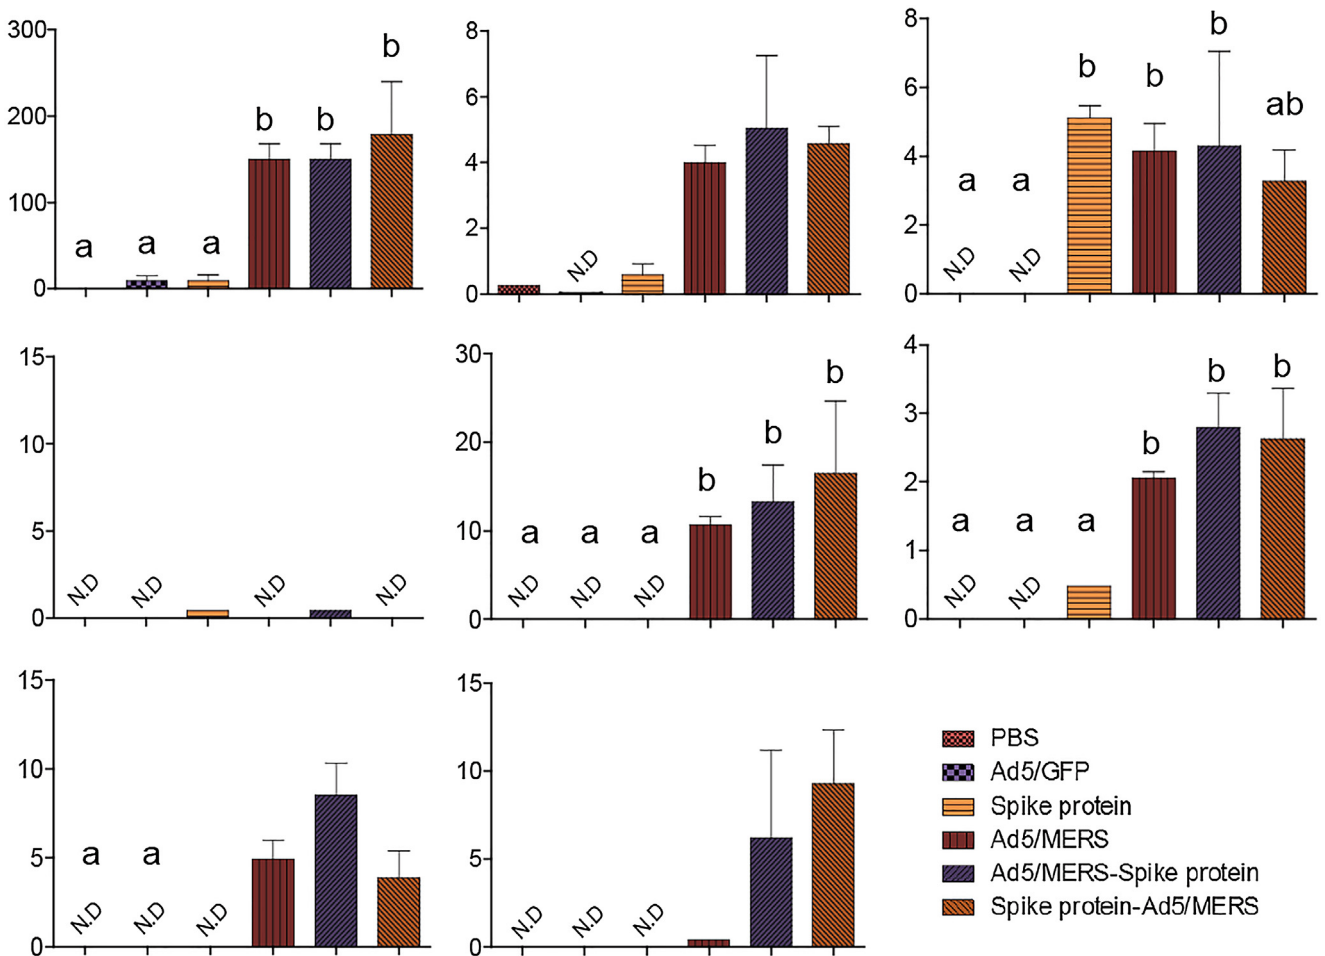 300
200
100
0
a
a
a
b
b
b
8
6
4
2
0
N.D
8
6
4
2
0
a
a
b
b
b
ab
N.D
N.D
15
10
5
0
N.D
N.D
N.D
N.D
30
20
10
0
a
a
a
b
b
b
N.D
N.D
N.D
4
3
2
1
0
a
a
a
b
b
b
N.D
N.D
15
10
5
0
a
a
N.D
N.D
N.D
15
10
5
0
N.D
N.D
N.D
PBS
Ad5/GFP
Spike protein
Ad5/MERS
Ad5/MERS-Spike protein
Spike protein-Ad5/MERS